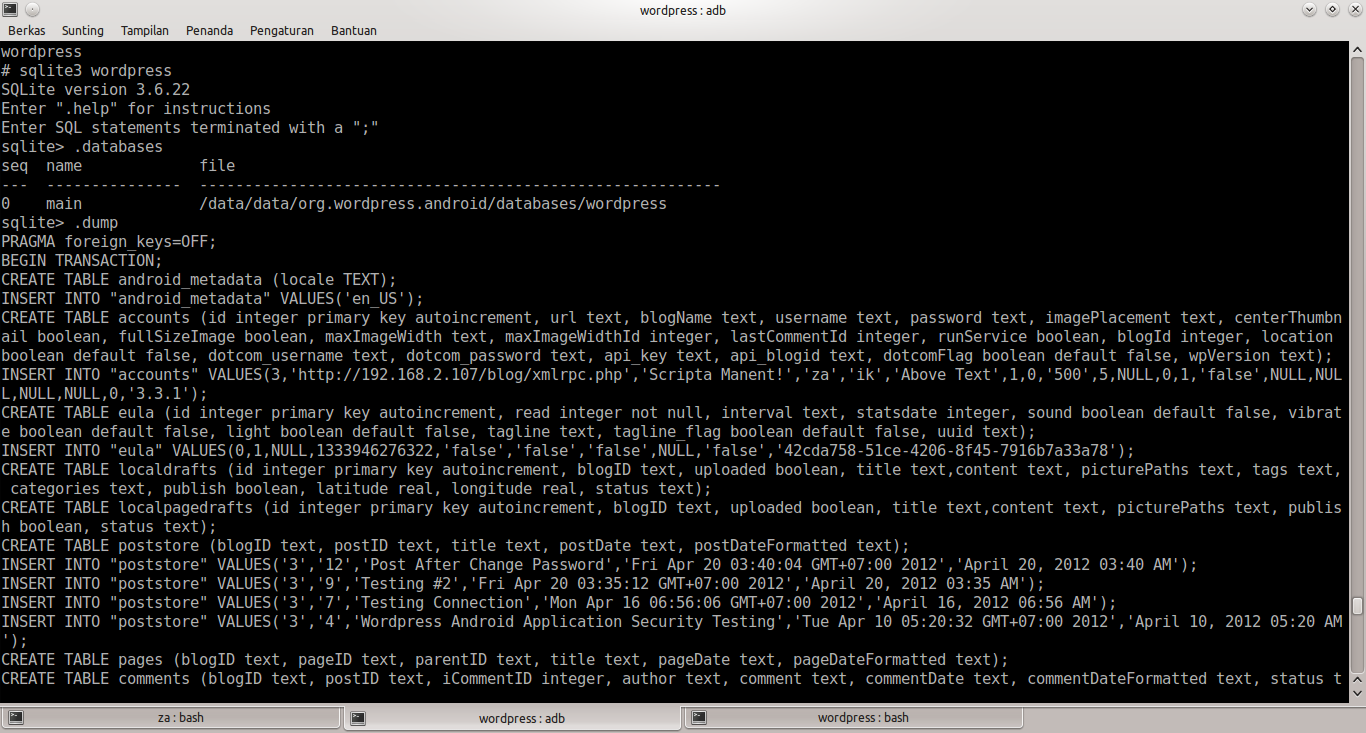 wordpress : adb
Berkas Sunting Tampilan Penanda Pengaturan Bantuan
wordpress
# sqlite3 wordpress
SQLite version 3.6.22
Enter ".help" for instructions
Enter SQL statements terminated with a ";"
sqlite> .databases
seq  name             file
---  ---------------  ----------------------------------------------------------
0    main             /data/data/org.wordpress.android/databases/wordpress
sqlite> .dump
PRAGMA foreign_keys=OFF;
BEGIN TRANSACTION;
CREATE TABLE android_metadata (locale TEXT);
INSERT INTO "android_metadata" VALUES('en_US');
CREATE TABLE accounts (id integer primary key autoincrement, url text, blogName text, username text, password text, imagePlacement text, centerThumbn
ail boolean, fullSizeImage boolean, maxImageWidth text, maxImageWidthId integer, lastCommentId integer, runService boolean, blogId integer, location
boolean default false, dotcom_username text, dotcom_password text, api_key text, api_blogid text, dotcomFlag boolean default false, wpVersion text);
INSERT INTO "accounts" VALUES(3,'http://192.168.2.107/blog/xmlrpc.php','Scripta Manent!','za','ik','Above Text',1,0,'500',5,NULL,0,1,'false',NULL,NUL
L,NULL,NULL,0,'3.3.1');
CREATE TABLE eula (id integer primary key autoincrement, read integer not null, interval text, statsdate integer, sound boolean default false, vibrat
e boolean default false, light boolean default false, tagline text, tagline_flag boolean default false, uuid text);
INSERT INTO "eula" VALUES(0,1,NULL,1333946276322,'false','false','false',NULL,'false','42cda758-51ce-4206-8f45-7916b7a33a78');
CREATE TABLE localdrafts (id integer primary key autoincrement, blogID text, uploaded boolean, title text,content text, picturePaths text, tags text,
 categories text, publish boolean, latitude real, longitude real, status text);
CREATE TABLE localpagedrafts (id integer primary key autoincrement, blogID text, uploaded boolean, title text,content text, picturePaths text, publis
h boolean, status text);
CREATE TABLE poststore (blogID text, postID text, title text, postDate text, postDateFormatted text);
INSERT INTO "poststore" VALUES('3','12','Post After Change Password','Fri Apr 20 03:40:04 GMT+07:00 2012','April 20, 2012 03:40 AM');
INSERT INTO "poststore" VALUES('3','9','Testing #2','Fri Apr 20 03:35:12 GMT+07:00 2012','April 20, 2012 03:35 AM');
INSERT INTO "poststore" VALUES('3','7','Testing Connection','Mon Apr 16 06:56:06 GMT+07:00 2012','April 16, 2012 06:56 AM');
INSERT INTO "poststore" VALUES('3','4','Wordpress Android Application Security Testing','Tue Apr 10 05:20:32 GMT+07:00 2012','April 10, 2012 05:20 AM
');
CREATE TABLE pages (blogID text, pageID text, parentID text, title text, pageDate text, pageDateFormatted text);
CREATE TABLE comments (blogID text, postID text, iCommentID integer, author text, comment text, commentDate text, commentDateFormatted text, status t
za : bash wordpress : adb wordpress : bash